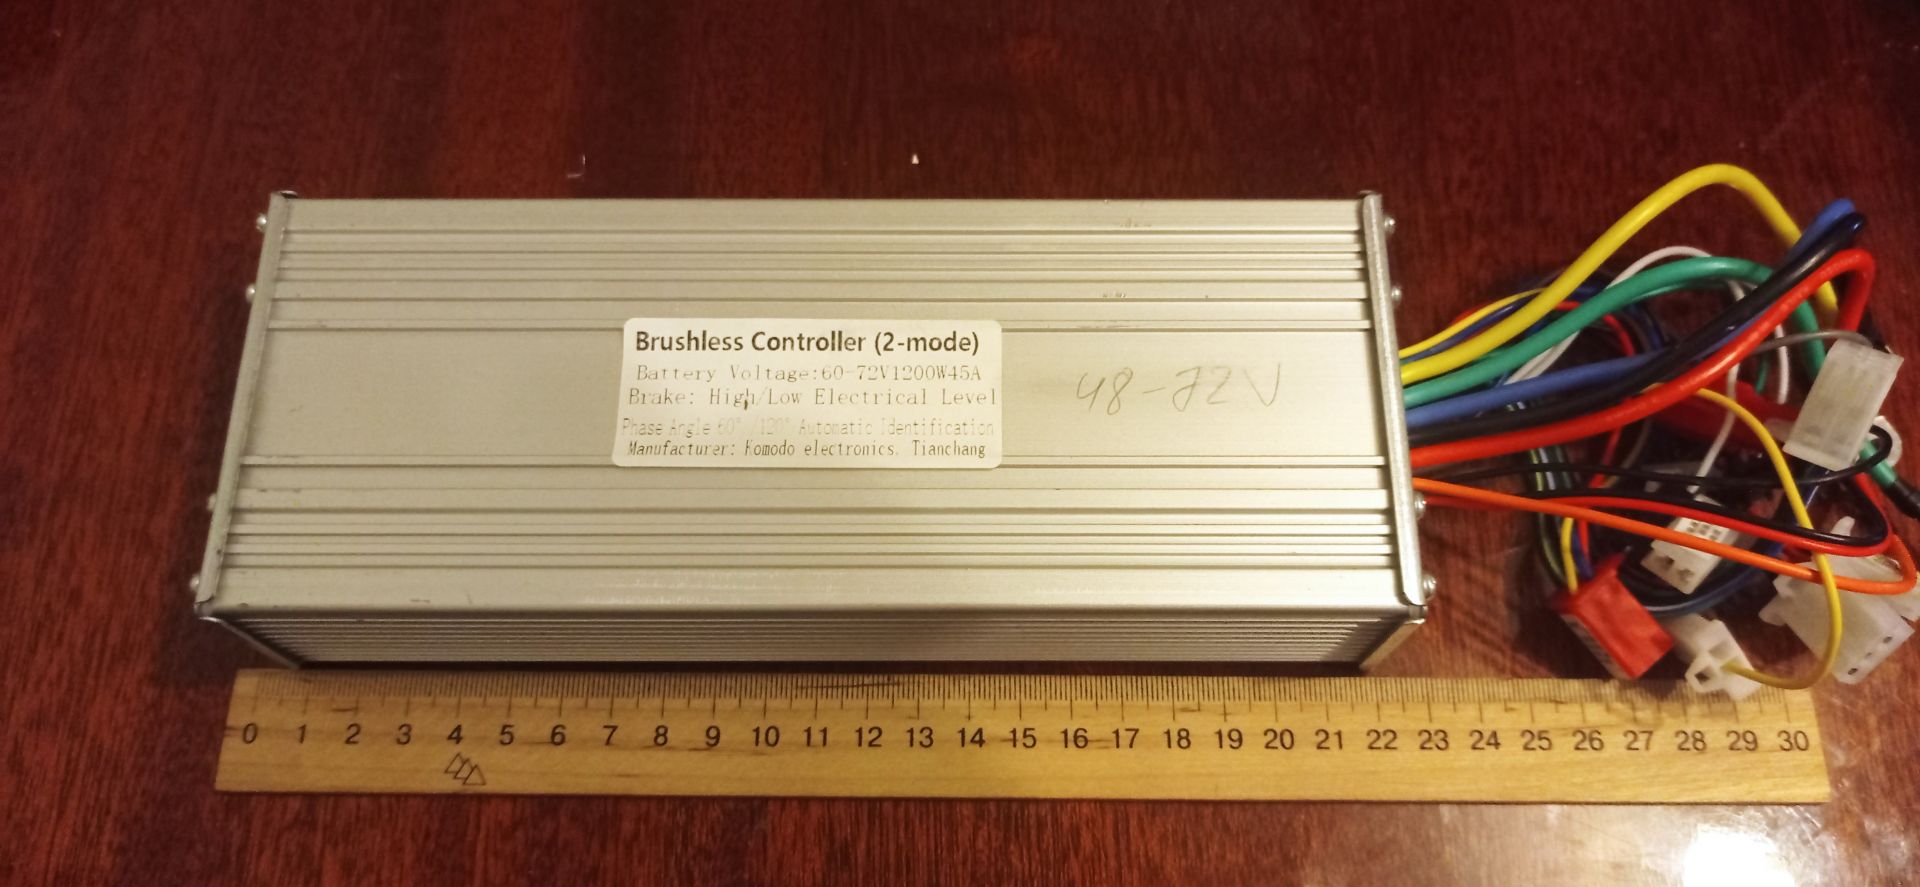 Brushless Controller (2-mode)
Battery Voltage:60-72V1200W45A
Brake: High/Low Electrical Level
Phase Angle 60° /120° Automatic Identification
Manufacturer: Komodo electronics. Tianchang
48-72V
0 1 2 3 4 5 6 7 8 9 10 11 12 13 14 15 16 17 18 19 20 21 22 23 24 25 26 27 28 29 30